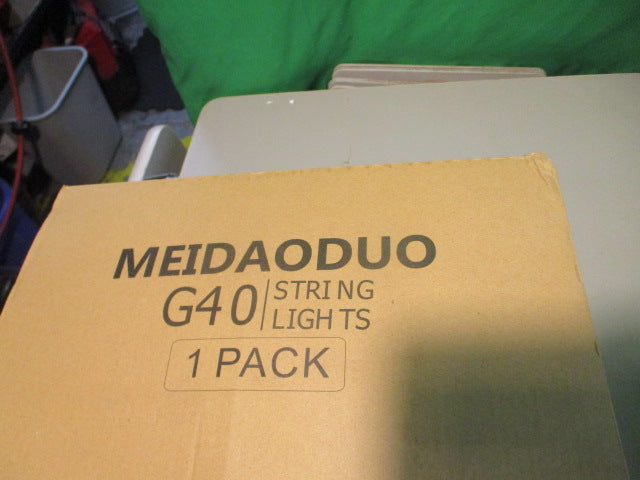 MEIDAODUO
G40
STRING
LIGHTS
1 PACK